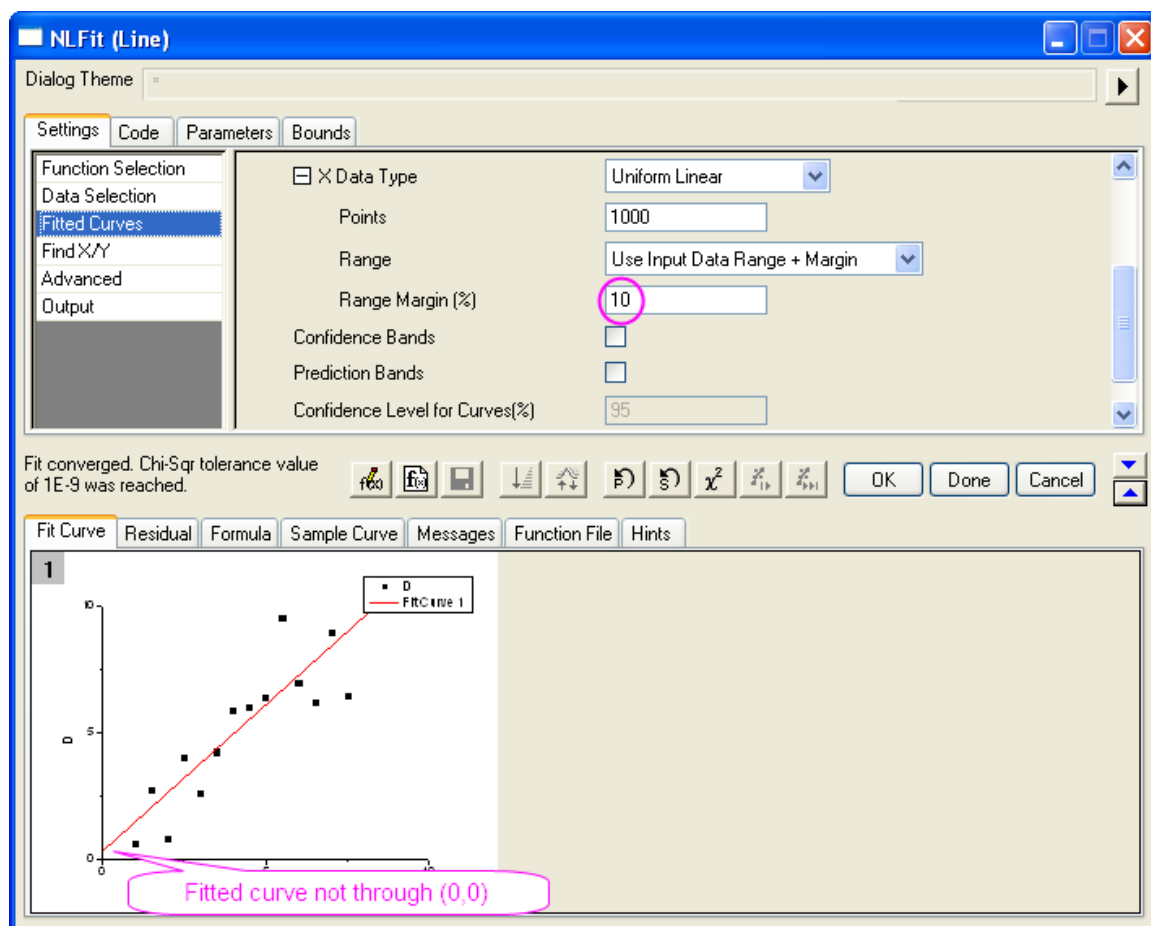 NLFit (Line)
Dialog Theme *
Settings Code Parameters Bounds
Function Selection
Data Selection
Fitted Curves
Find X/Y
Advanced
Output
X Data Type Uniform Linear
Points 1000
Range Use Input Data Range + Margin
Range Margin (%) 10
Confidence Bands
Prediction Bands
Confidence Level for Curves(%) 95
Fit converged. Chi-Sqr tolerance value
of 1E-9 was reached.
OK Done Cancel
Fit Curve Residual Formula Sample Curve Messages Function File Hints
1
D
FitCurve 1
10
5
D
0
0
Fitted curve not through (0,0)